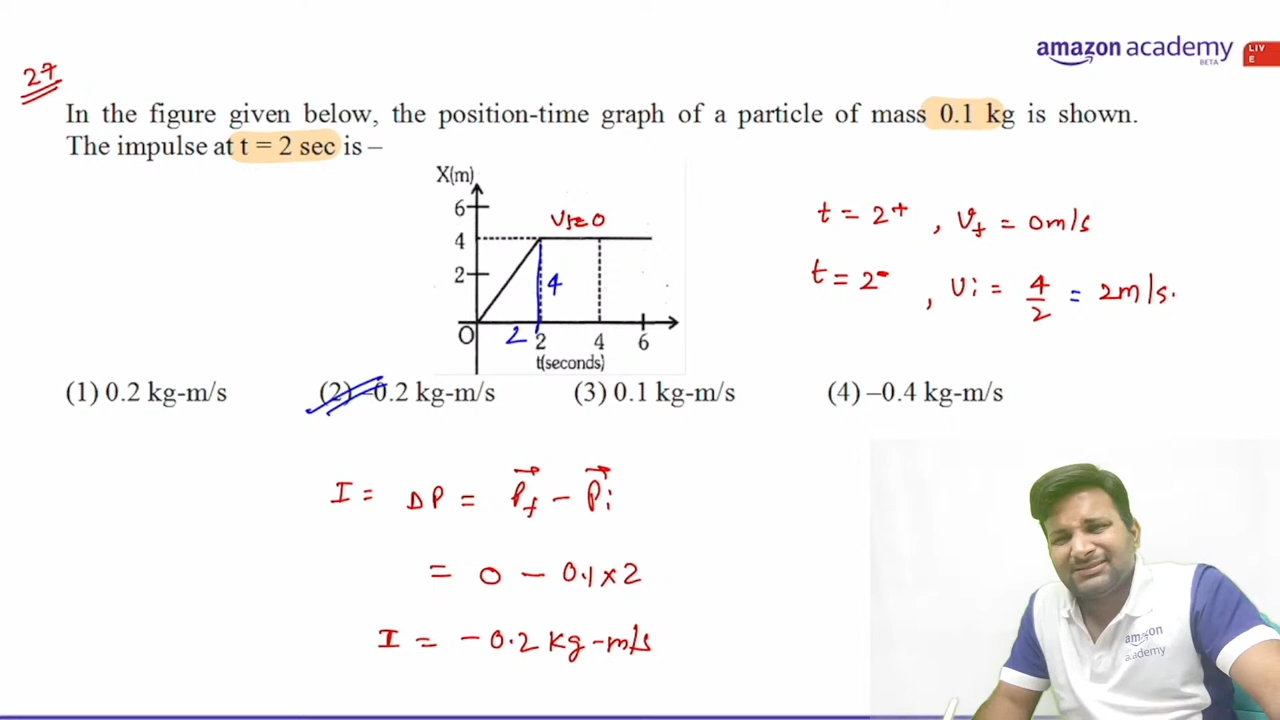 amazon academy
BETA
LIV
E
27
In the figure given below, the position-time graph of a particle of mass 0.1 kg is shown.
The impulse at t = 2 sec is –
X(m)
6
4
2
O
2 4 6
t(seconds)
Vf = 0
4
2
t = 2+ , Vf = 0m/s
t = 2- , Vi = 4/2 = 2m/s.
(1) 0.2 kg-m/s (2) –0.2 kg-m/s (3) 0.1 kg-m/s (4) –0.4 kg-m/s
I = ΔP = Pf – Pi
= 0 – 0.1×2
I = –0.2 kg–m/s
amazon
academy